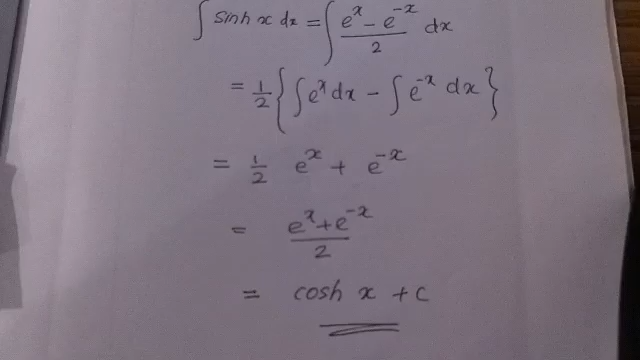 ∫ sinh x dx = ∫ (e^x - e^-x)/2 dx
= 1/2 { ∫ e^x dx - ∫ e^-x dx }
= 1/2 e^x + e^-x
= (e^x + e^-x)/2
= cosh x + c